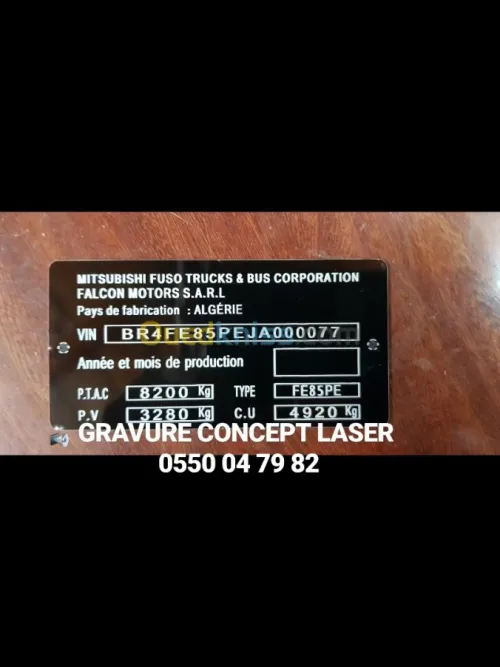 MITSUBISHI FUSO TRUCKS & BUS CORPORATION
FALCON MOTORS S.A.R.L
Pays de fabrication : ALGÉRIE
VIN BR4FE85PEJA000077
Année et mois de production
P.T.A.C 8200 Kg TYPE FE85PE
P.V 3280 Kg C.U 4920 Kg
GRAVURE CONCEPT LASER
0550 04 79 82